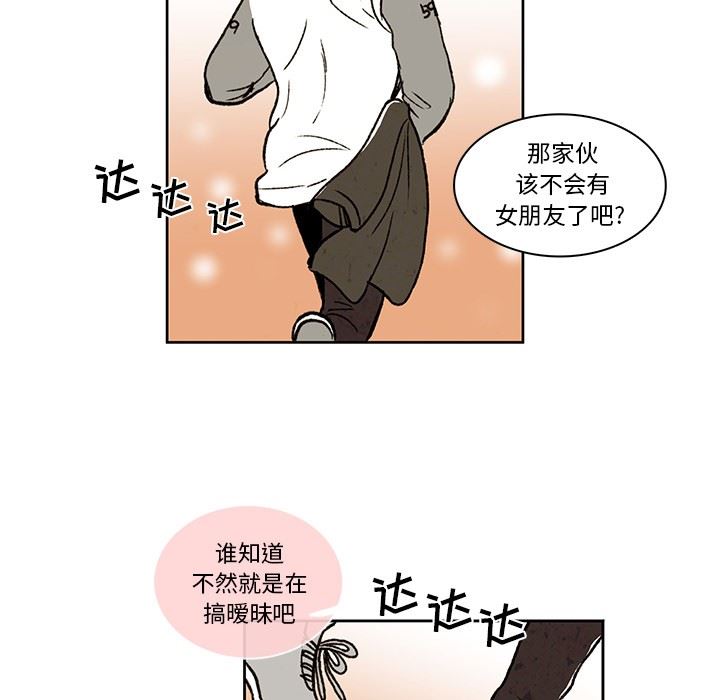 达 达 达
那家伙
该不会有
女朋友了吧?
谁知道
不然就是在
搞暧昧吧
达 达 达